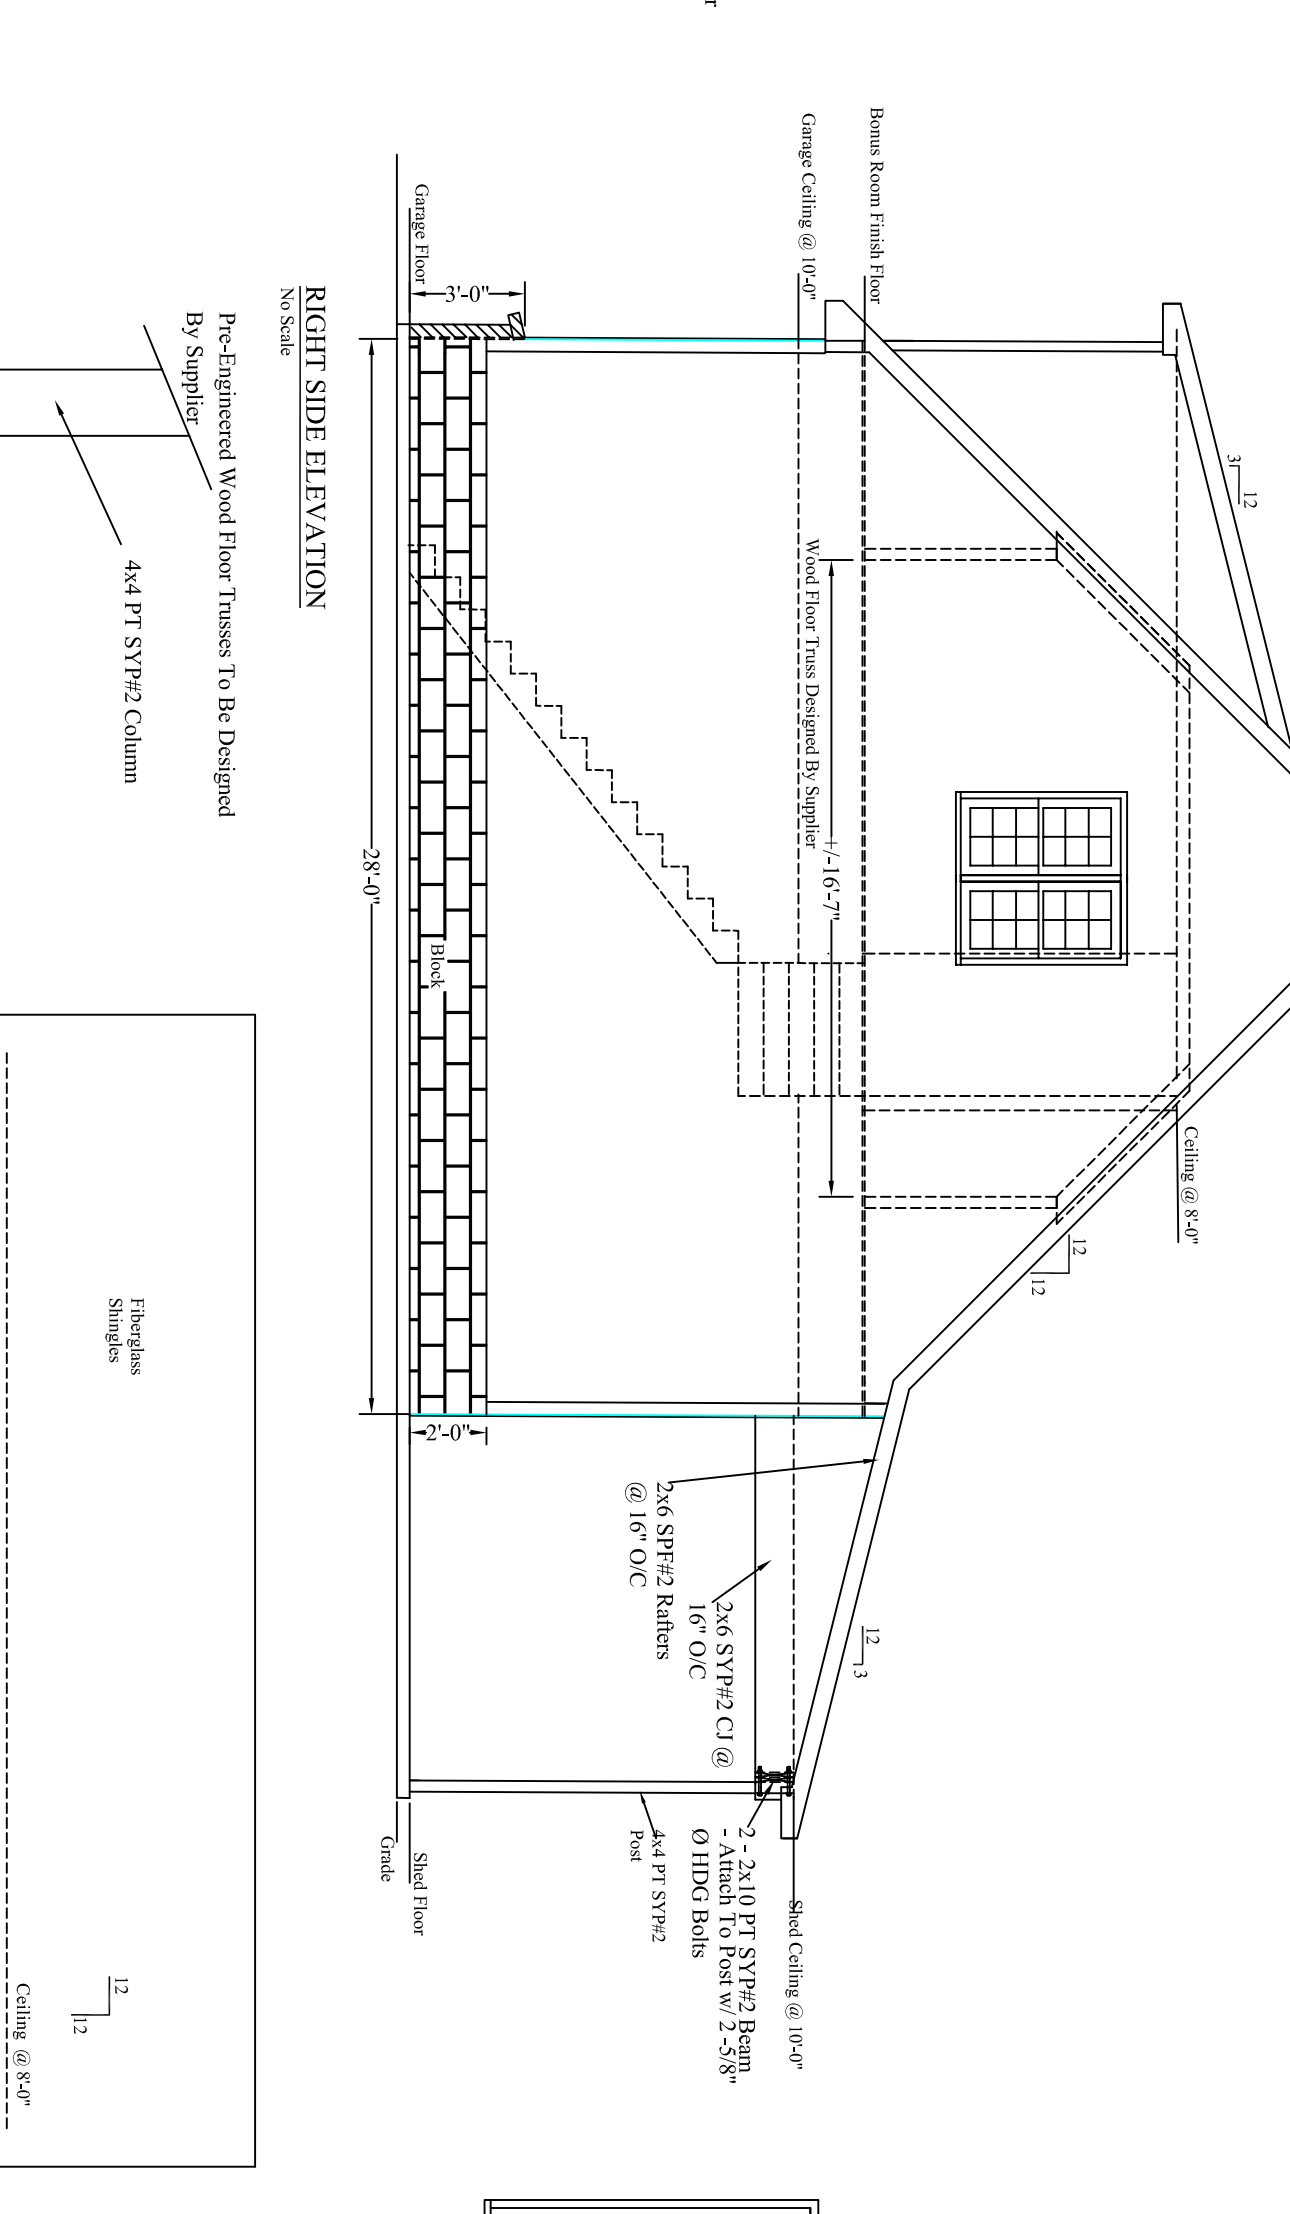 r
3
12
Bonus Room Finish Floor
Garage Ceiling @ 10'-0"
Garage Floor
3'-0"
Wood Floor Truss Designed By Supplier
+/-16'-7"
Ceiling @ 8'-0"
12
12
12
3
2x6 SPF#2 Rafters
@ 16" O/C
2x6 SYP#2 CJ @
16" O/C
Shed Ceiling @ 10'-0"
2 - 2x10 PT SYP#2 Beam
- Attach To Post w/ 2 -5/8"
Ø HDG Bolts
4x4 PT SYP#2
Post
Block
2'-0"
28'-0"
Shed Floor
Grade
RIGHT SIDE ELEVATION
No Scale
Pre-Engineered Wood Floor Trusses To Be Designed
By Supplier
4x4 PT SYP#2 Column
Fiberglass
Shingles
12
12
Ceiling @ 8'-0"